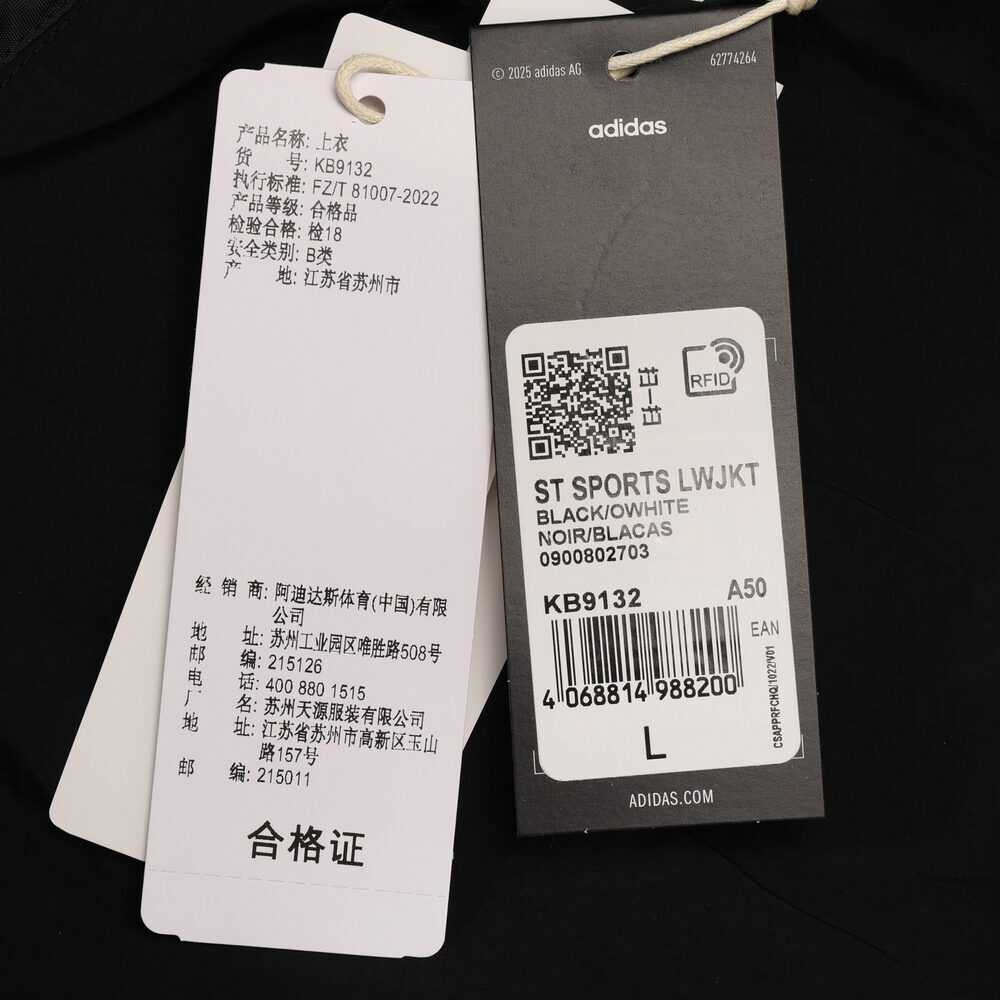 产品名称: 上衣
货 号: KB9132
执行标准: FZ/T 81007-2022
产品等级: 合格品
检验合格: 检18
安全类别: B类
产 地: 江苏省苏州市
经 销 商: 阿迪达斯体育(中国)有限
公司
地 址: 苏州工业园区唯胜路508号
邮 编: 215126
电 话: 400 880 1515
厂 名: 苏州天源服装有限公司
地 址: 江苏省苏州市高新区玉山
路157号
邮 编: 215011
合格证
© 2025 adidas AG
62774264
adidas
扫一扫
RFID
ST SPORTS LWJKT
BLACK/OWHITE
NOIR/BLACAS
0900802703
KB9132 A50
EAN
4 068814 988200
L
CSAPPRFCHQ/1022/V01
ADIDAS.COM